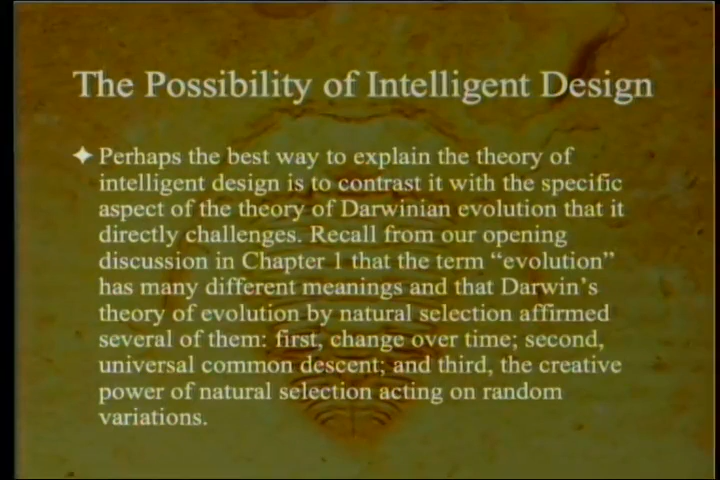 The Possibility of Intelligent Design
Perhaps the best way to explain the theory of
intelligent design is to contrast it with the specific
aspect of the theory of Darwinian evolution that it
directly challenges. Recall from our opening
discussion in Chapter 1 that the term “evolution”
has many different meanings and that Darwin’s
theory of evolution by natural selection affirmed
several of them: first, change over time; second,
universal common descent; and third, the creative
power of natural selection acting on random
variations.